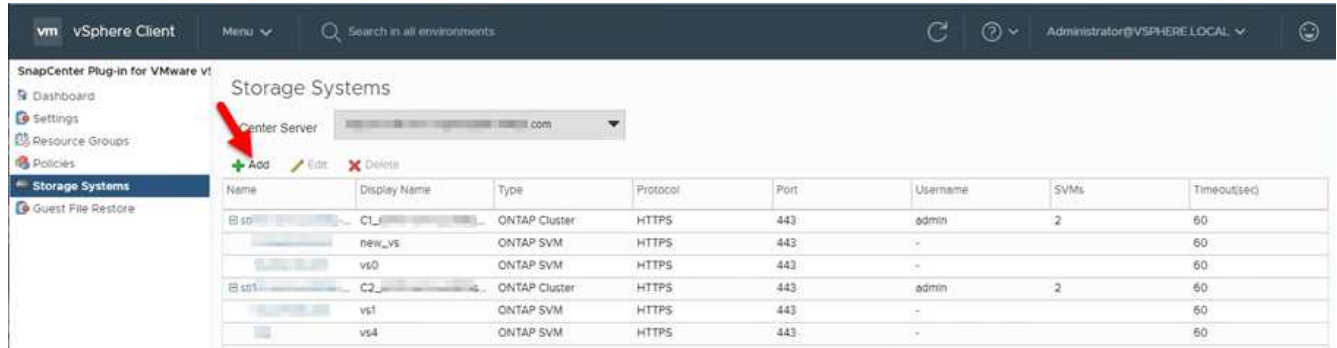 vm vSphere Client Menu Search in all environments Administrator@VSPHERE.LOCAL
SnapCenter Plug-in for VMware vS
Dashboard
Settings
Resource Groups
Policies
Storage Systems
Guest File Restore
Storage Systems
Center Server .com
Add Edit Delete
Name Display Name Type Protocol Port Username SVMs Timeout(sec)
C1_ ... ONTAP Cluster HTTPS 443 admin 2 60
new_vs ONTAP SVM HTTPS 443 - 60
vs0 ONTAP SVM HTTPS 443 - 60
C2_ ... ONTAP Cluster HTTPS 443 admin 2 60
vs1 ONTAP SVM HTTPS 443 - 60
vs4 ONTAP SVM HTTPS 443 - 60